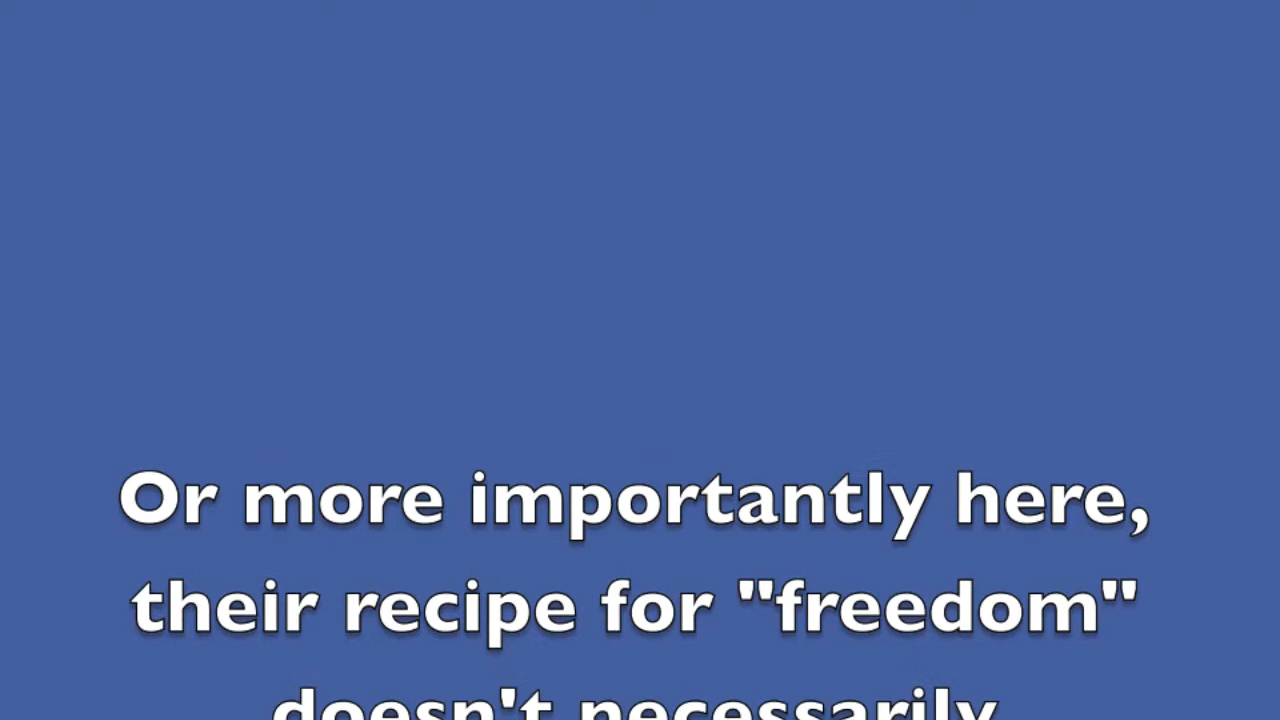 Or more importantly here,
their recipe for "freedom"
doesn't necessarily